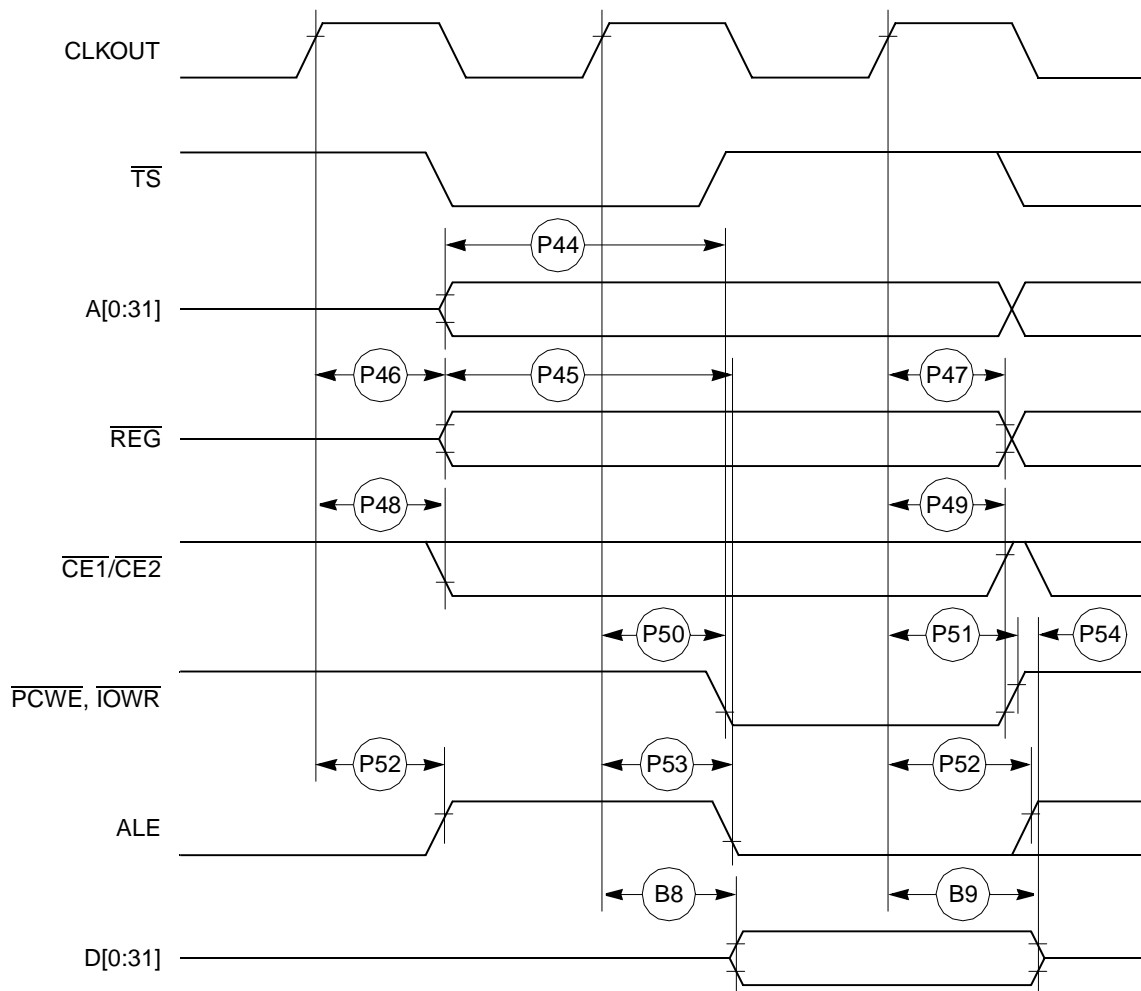 CLKOUT
TS
P44
A[0:31]
P46 P45 P47
REG
P48 P49
CE1/CE2
P50 P51 P54
PCWE, IOWR
P52 P53 P52
ALE
B8 B9
D[0:31]